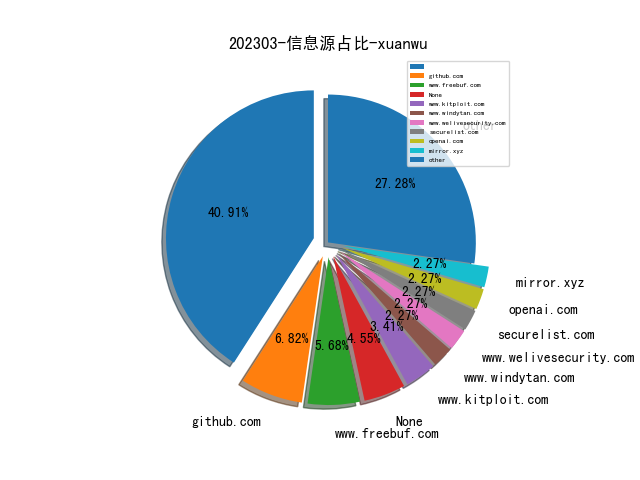 202303-信息源占比-xuanwu
github.com
www.freebuf.com
None
www.kitploit.com
www.windytan.com
www.welivesecurity.com
securelist.com
openai.com
mirror.xyz
other
other
27.28%
40.91%
2.27%
2.27%
2.27%
2.27%
2.27%
3.41%
4.55%
5.68%
6.82%
mirror.xyz
openai.com
securelist.com
www.welivesecurity.com
www.windytan.com
www.kitploit.com
github.com
None
www.freebuf.com